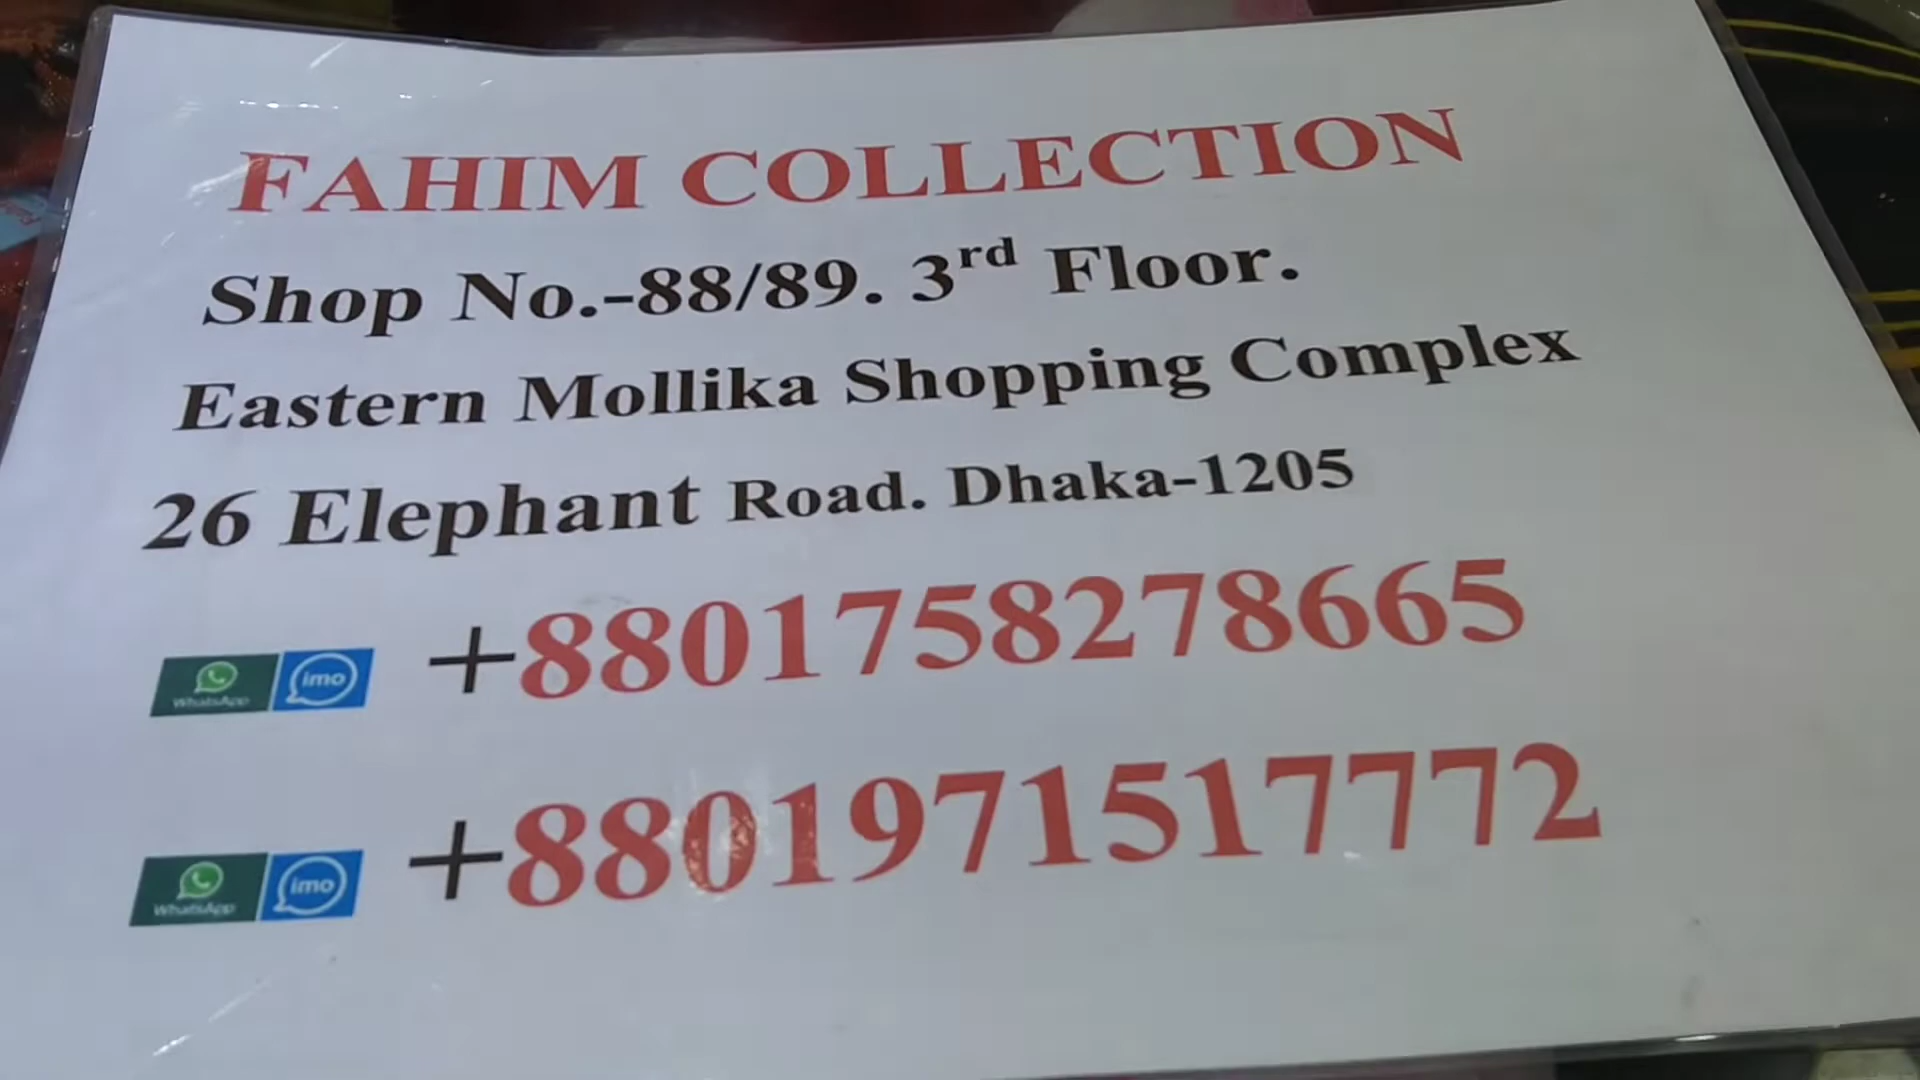 FAHIM COLLECTION
Shop No.-88/89. 3rd Floor.
Eastern Mollika Shopping Complex
26 Elephant Road. Dhaka-1205
WhatsApp imo +8801758278665
WhatsApp imo +8801971517772